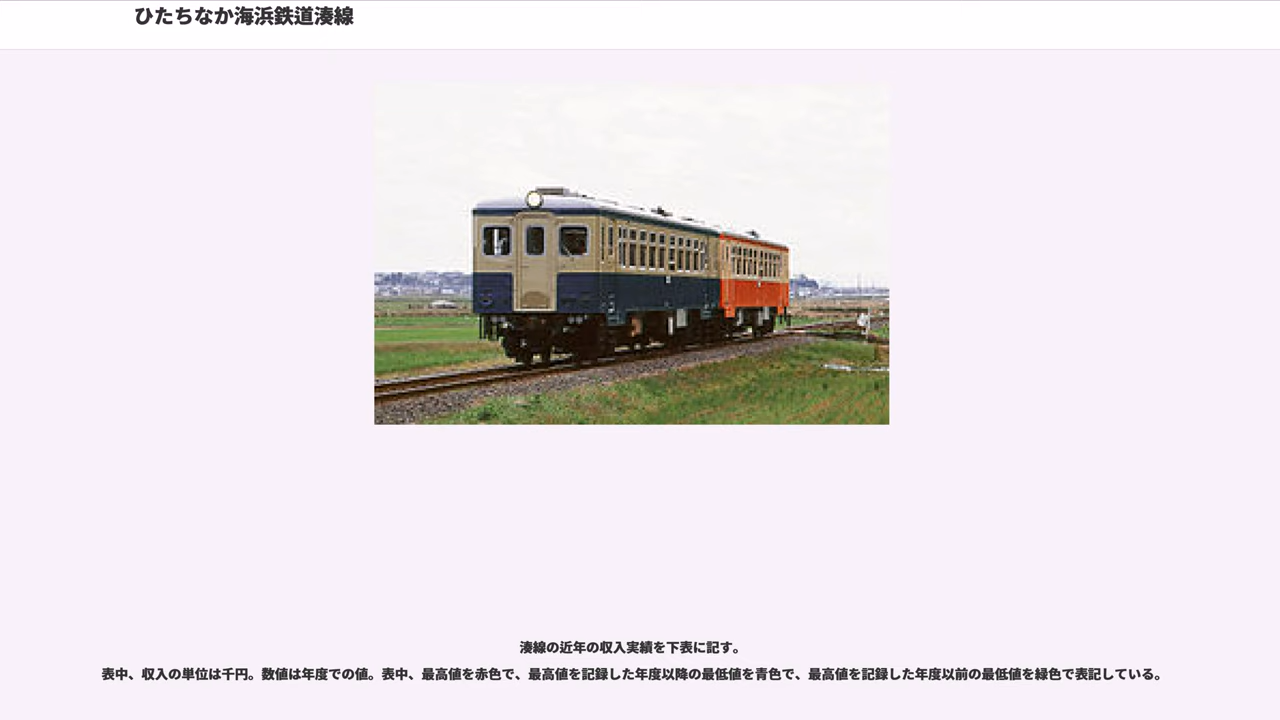 ひたちなか海浜鉄道湊線
湊線の近年の収入実績を下表に記す。
表中、収入の単位は千円。数値は年度での値。表中、最高値を赤色で、最高値を記録した年度以降の最低値を青色で、最高値を記録した年度以前の最低値を緑色で表記している。